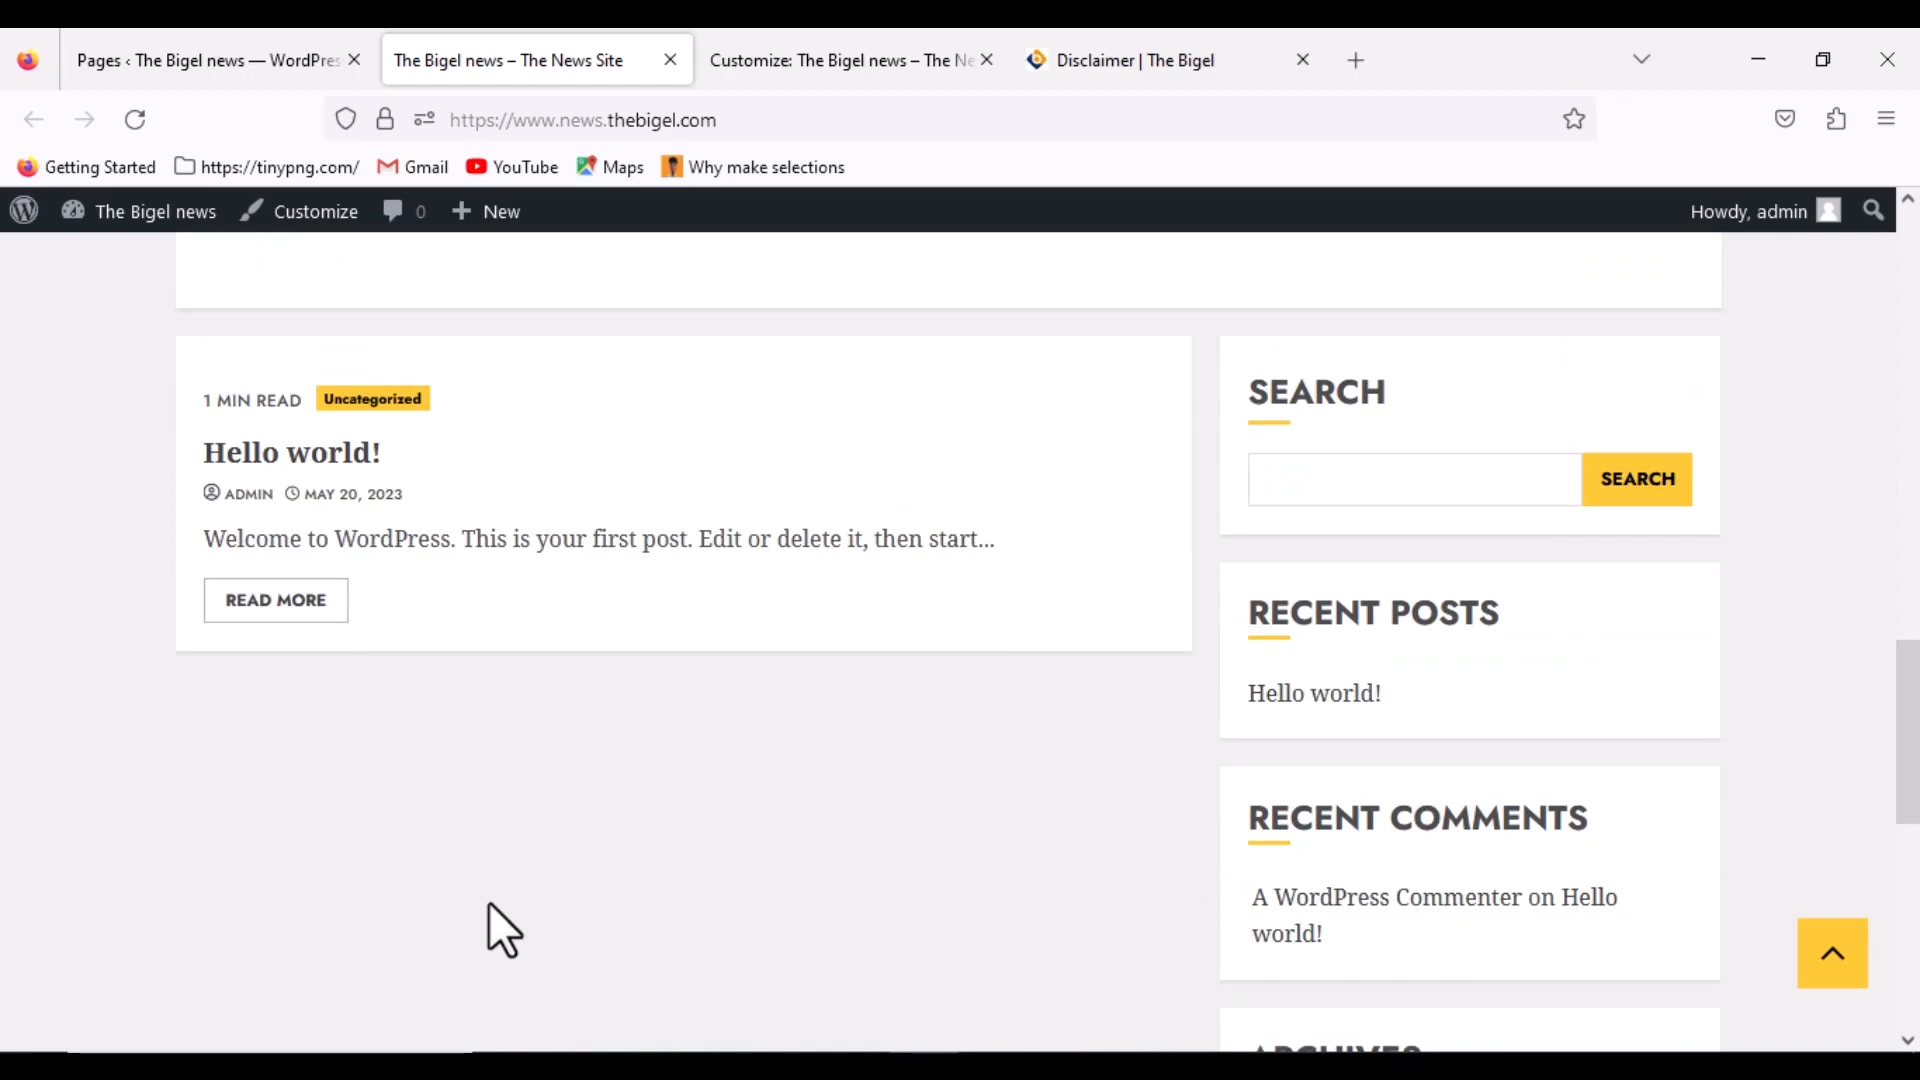 Pages ‹ The Bigel news — WordPres
The Bigel news – The News Site
Customize: The Bigel news – The Ne
Disclaimer | The Bigel
https://www.news.thebigel.com
Getting Started
https://tinypng.com/
Gmail
YouTube
Maps
Why make selections
The Bigel news
Customize
0
New
Howdy, admin
1 MIN READ
Uncategorized
Hello world!
ADMIN
MAY 20, 2023
Welcome to WordPress. This is your first post. Edit or delete it, then start...
READ MORE
SEARCH
SEARCH
RECENT POSTS
Hello world!
RECENT COMMENTS
A WordPress Commenter on Hello
world!
ARCHIVES